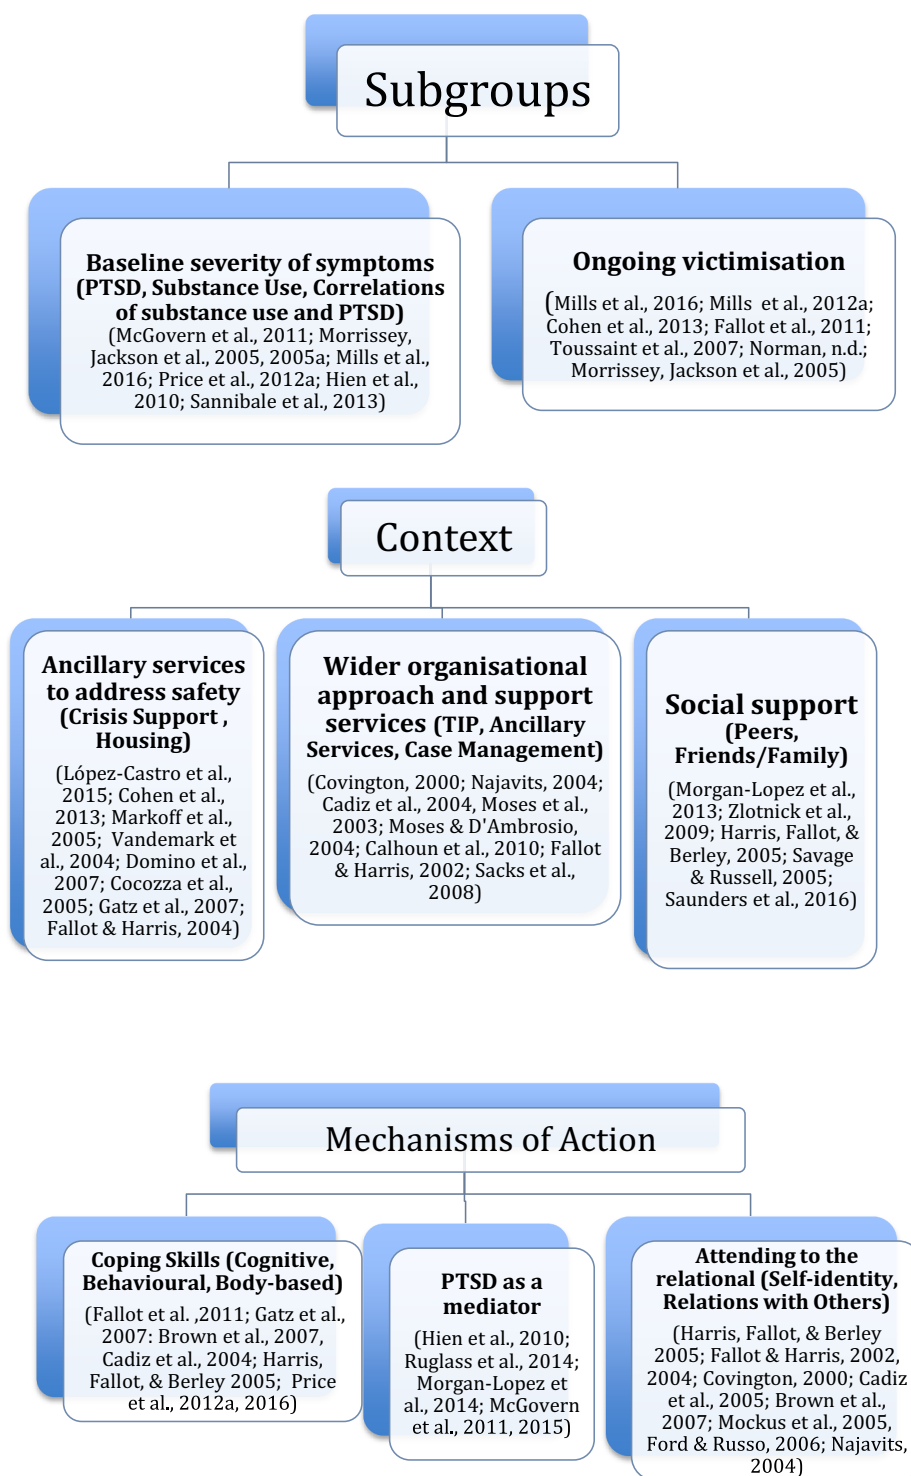 Subgroups
Baseline severity of symptoms
(PTSD, Substance Use, Correlations
of substance use and PTSD)
(McGovern et al., 2011; Morrissey,
Jackson et al., 2005, 2005a; Mills et al.,
2016; Price et al., 2012a; Hien et al.,
2010; Sannibale et al., 2013)
Ongoing victimisation
(Mills et al., 2016; Mills et al., 2012a;
Cohen et al., 2013; Fallot et al., 2011;
Toussaint et al., 2007; Norman, n.d.;
Morrissey, Jackson et al., 2005)
Context
Ancillary services
to address safety
(Crisis Support ,
Housing)
(López-Castro et al.,
2015; Cohen et al.,
2013; Markoff et al.,
2005; Vandemark et
al., 2004; Domino et al.,
2007; Cocozza et al.,
2005; Gatz et al., 2007;
Fallot & Harris, 2004)
Wider organisational
approach and support
services (TIP, Ancillary
Services, Case Management)
(Covington, 2000; Najavits, 2004;
Cadiz et al., 2004, Moses et al.,
2003; Moses & D'Ambrosio,
2004; Calhoun et al., 2010; Fallot
& Harris, 2002; Sacks et al.,
2008)
Social support
(Peers,
Friends/Family)
(Morgan-Lopez et al.,
2013; Zlotnick et al.,
2009; Harris, Fallot, &
Berley, 2005; Savage
& Russell, 2005;
Saunders et al., 2016)
Mechanisms of Action
Coping Skills (Cognitive,
Behavioural, Body-based)
(Fallot et al. ,2011; Gatz et al.,
2007: Brown et al., 2007,
Cadiz et al., 2004; Harris,
Fallot, & Berley 2005; Price
et al., 2012a, 2016)
PTSD as a
mediator
(Hien et al., 2010;
Ruglass et al., 2014;
Morgan-Lopez et
al., 2014; McGovern
et al., 2011, 2015)
Attending to the
relational (Self-identity,
Relations with Others)
(Harris, Fallot, & Berley
2005; Fallot & Harris, 2002,
2004; Covington, 2000; Cadiz
et al., 2005; Brown et al.,
2007; Mockus et al., 2005,
Ford & Russo, 2006; Najavits,
2004)